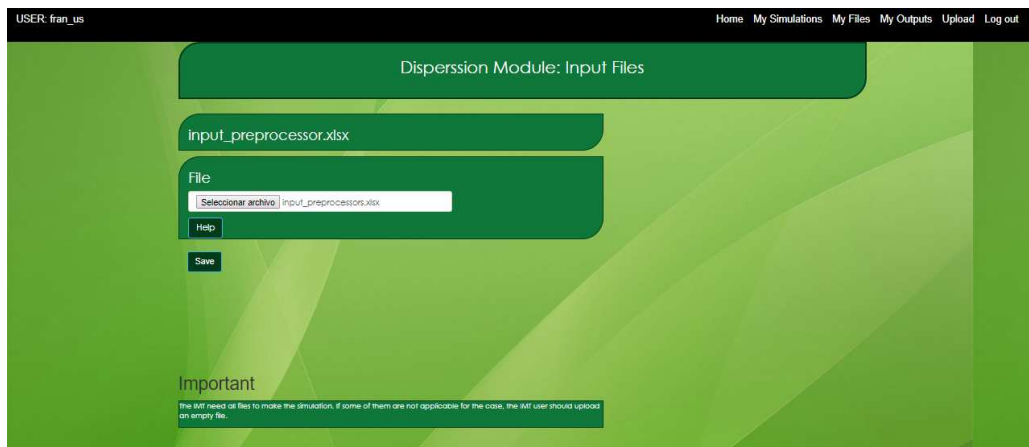 USER: fran_us
Home My Simulations My Files My Outputs Upload Log out
Disperssion Module: Input Files
input_preprocessor.xlsx
File
Seleccionar archivo input_preprocessors.xlsx
Help
Save
Important
The IMT need all files to make the simulation. If some of them are not applicable for the case, the IMT user should upload
an empty file.